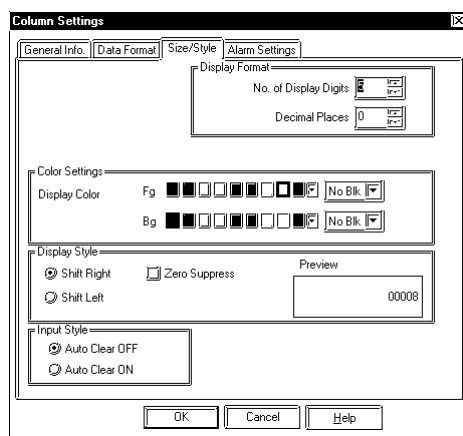 Column Settings
General Info. Data Format Size/Style Alarm Settings
Display Format
No. of Display Digits
Decimal Places 0
Color Settings
Display Color Fg No Blk
Bg No Blk
Display Style
Shift Right Zero Suppress Preview
Shift Left 00008
Input Style
Auto Clear OFF
Auto Clear ON
OK Cancel Help